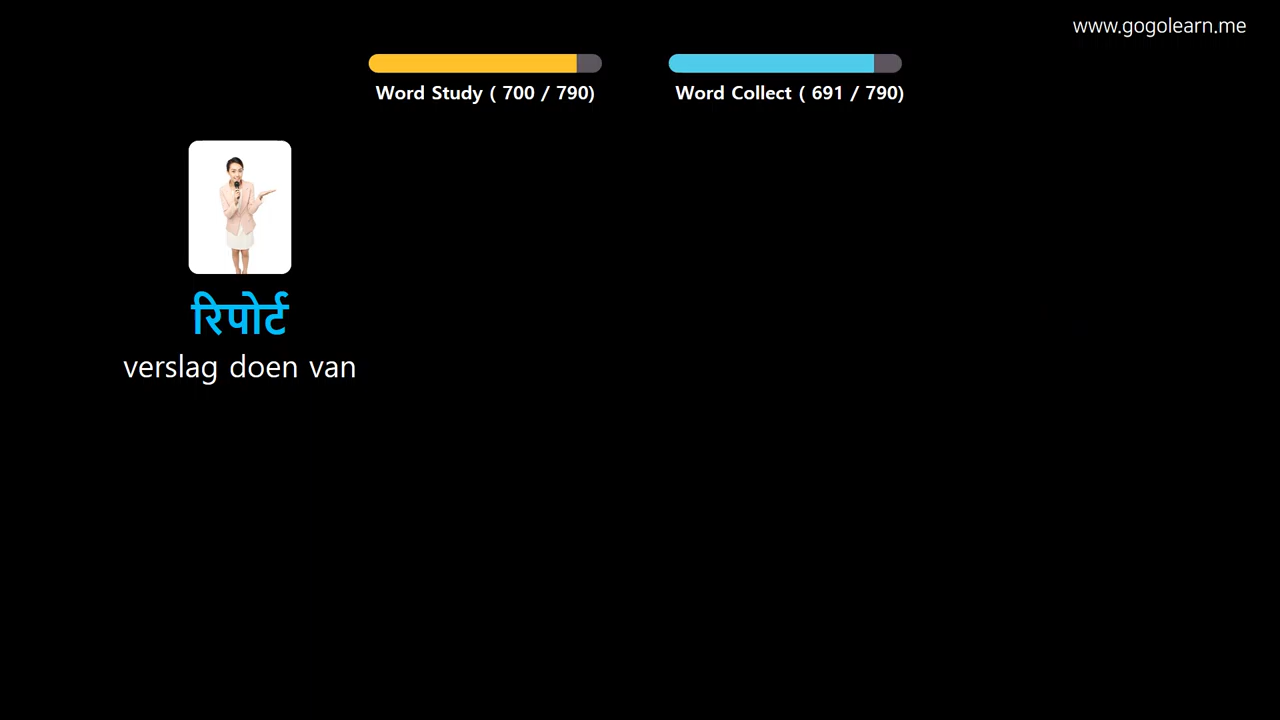 www.gogolearn.me
Word Study ( 700 / 790)
Word Collect ( 691 / 790)
रिपोर्ट
verslag doen van